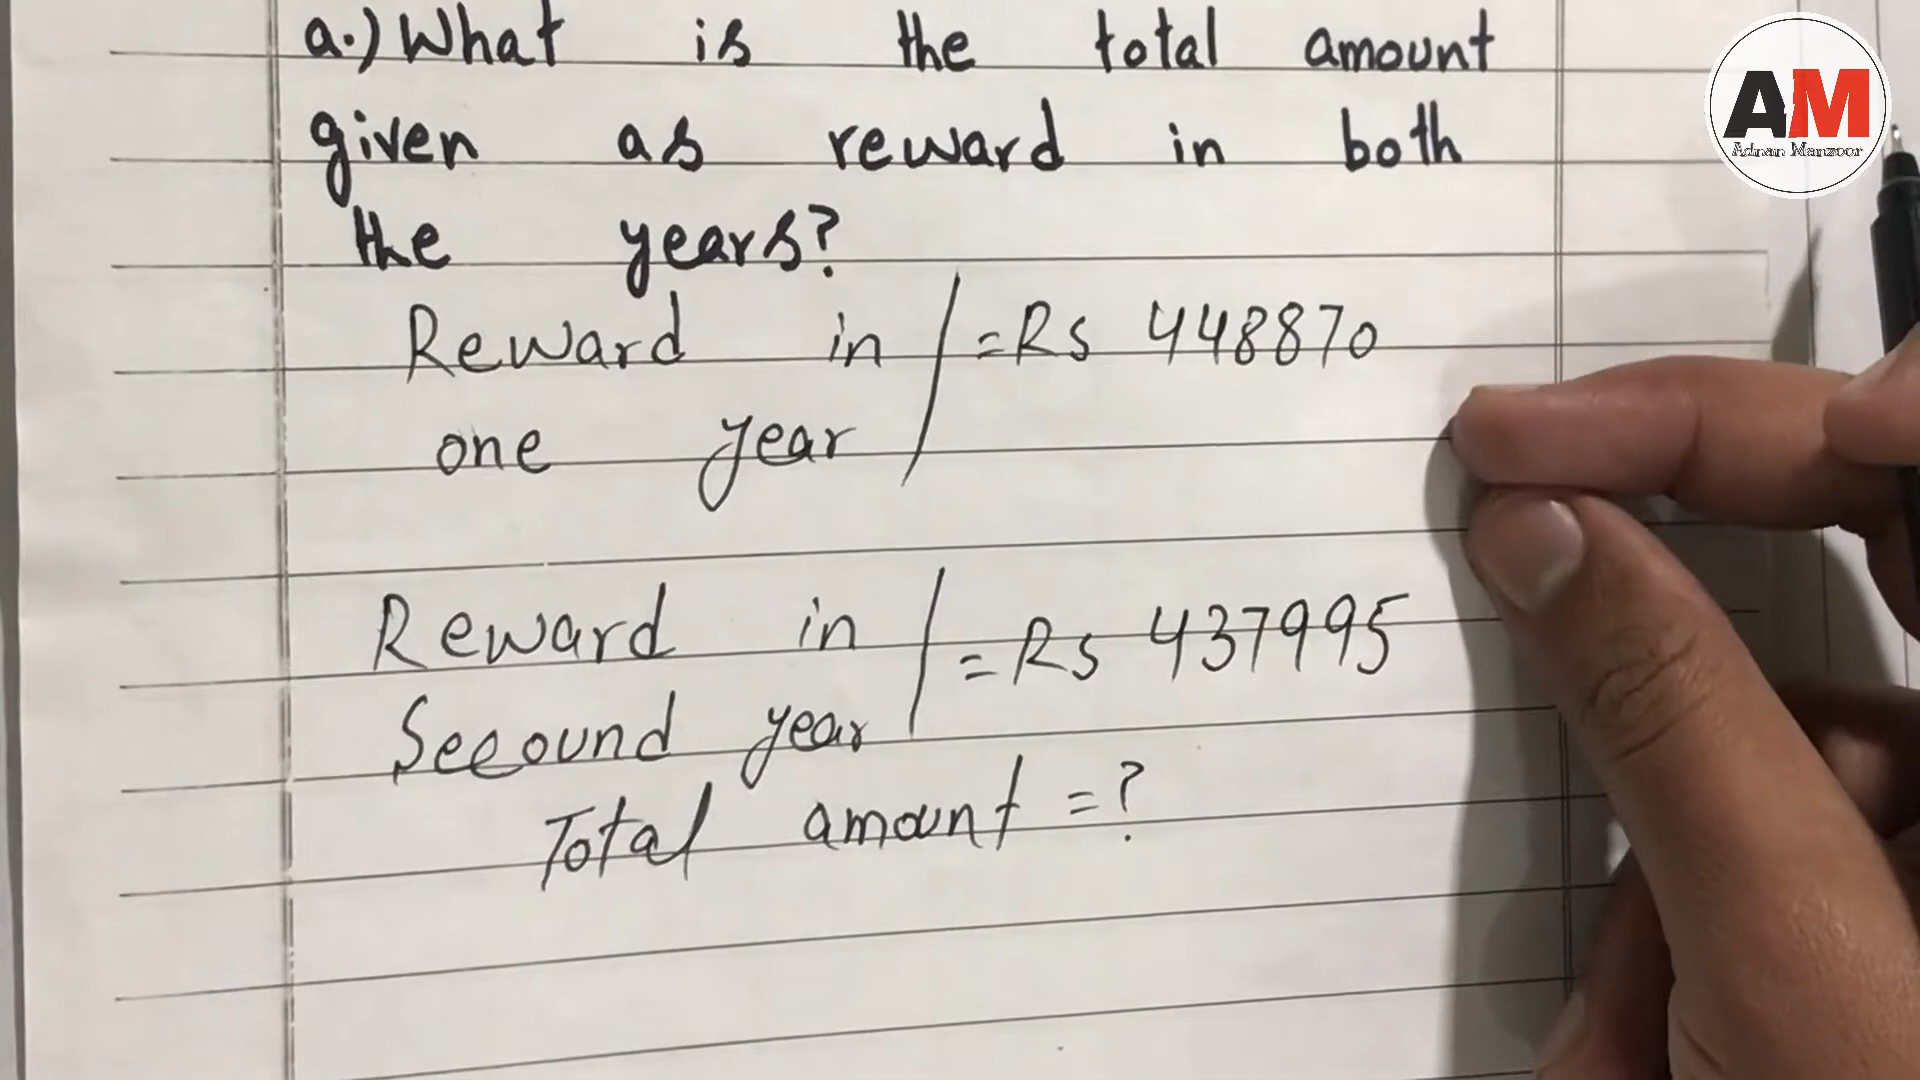 a.) What is the total amount
given as reward in both
the years?
Reward in = Rs 448870
one year
Reward in = Rs 437995
Secound year
Total amount = ?
AM
Adnan Manzoor